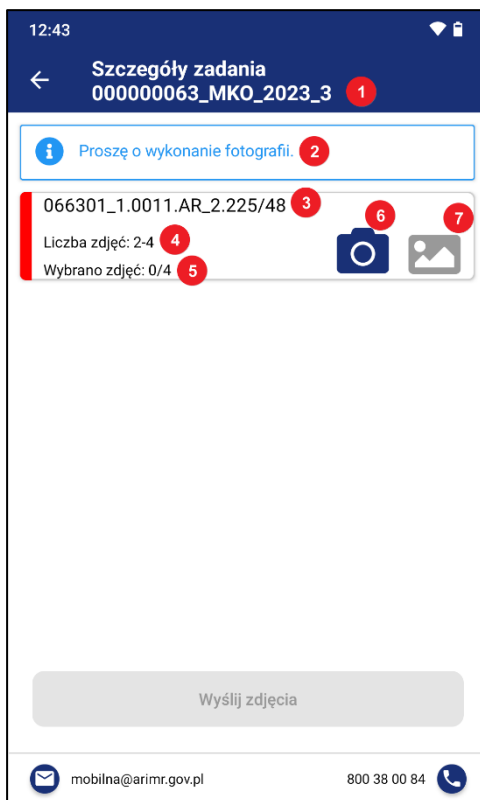 12:43
Szczegóły zadania
000000063_MKO_2023_3 1
Proszę o wykonanie fotografii. 2
066301_1.0011.AR_2.225/48 3
6 7
Liczba zdjęć: 2-4 4
Wybrano zdjęć: 0/4 5
Wyślij zdjęcia
mobilna@arimr.gov.pl 800 38 00 84